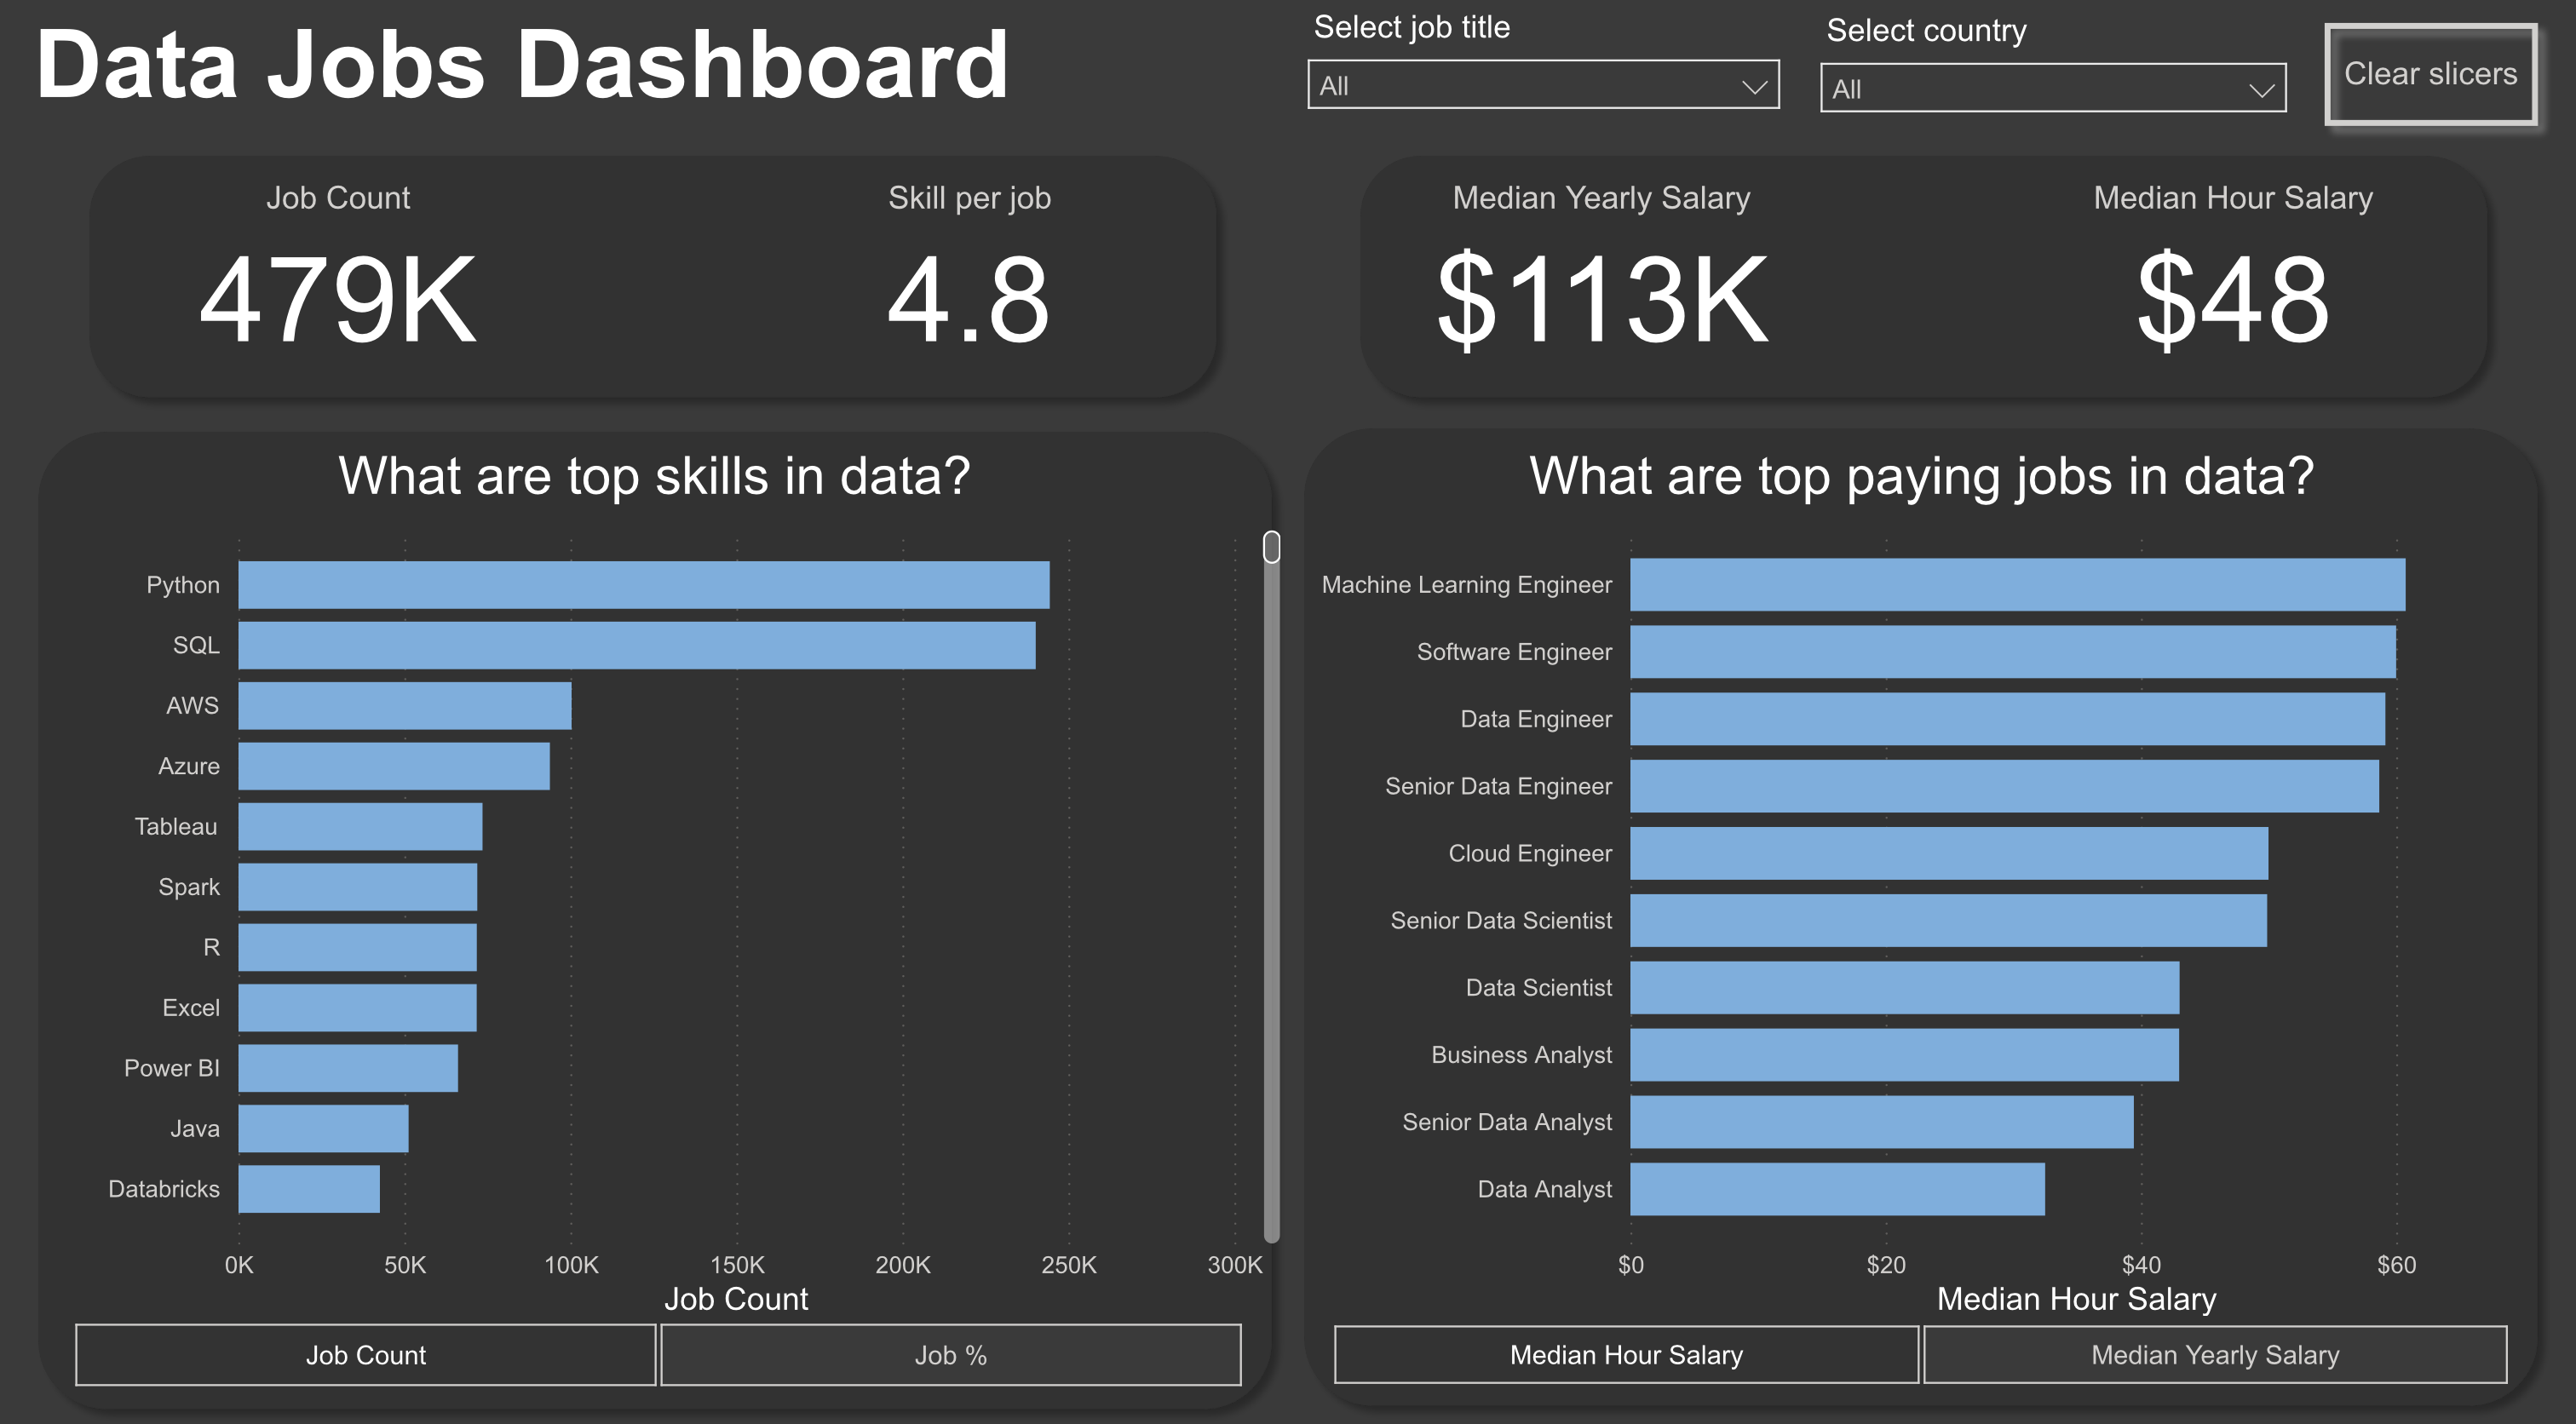 Data Jobs Dashboard
Select job title
All
Select country
All
Clear slicers
Job Count
479K
Skill per job
4.8
Median Yearly Salary
$113K
Median Hour Salary
$48
What are top skills in data?
Python
SQL
AWS
Azure
Tableau
Spark
R
Excel
Power BI
Java
Databricks
0K 50K 100K 150K 200K 250K 300K
Job Count
Job Count
Job %
What are top paying jobs in data?
Machine Learning Engineer
Software Engineer
Data Engineer
Senior Data Engineer
Cloud Engineer
Senior Data Scientist
Data Scientist
Business Analyst
Senior Data Analyst
Data Analyst
$0 $20 $40 $60
Median Hour Salary
Median Hour Salary
Median Yearly Salary